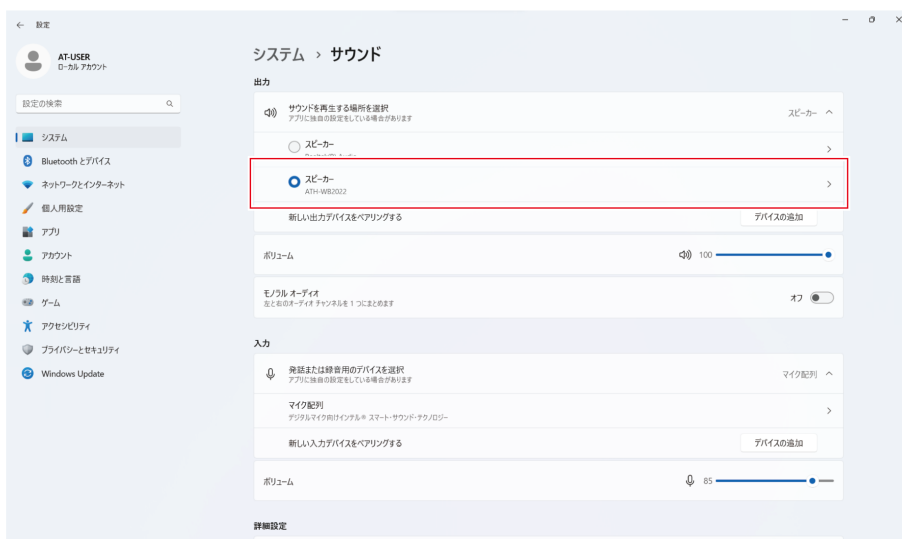 ← 設定
AT-USER
ローカル アカウント
設定の検索
システム
Bluetooth とデバイス
ネットワークとインターネット
個人用設定
アプリ
アカウント
時刻と言語
ゲーム
アクセシビリティ
プライバシーとセキュリティ
Windows Update
システム › サウンド
出力
サウンドを再生する場所を選択
アプリに独自の設定をしている場合があります
スピーカー
スピーカー
スピーカー
ATH-WB2022
新しい出力デバイスをペアリングする
デバイスの追加
ボリューム
100
モノラル オーディオ
左と右のオーディオ チャンネルを 1 つにまとめます
オフ
入力
発話または録音用のデバイスを選択
アプリに独自の設定をしている場合があります
マイク配列
マイク配列
デジタルマイク向けインテル® スマート・サウンド・テクノロジー
新しい入力デバイスをペアリングする
デバイスの追加
ボリューム
85
詳細設定